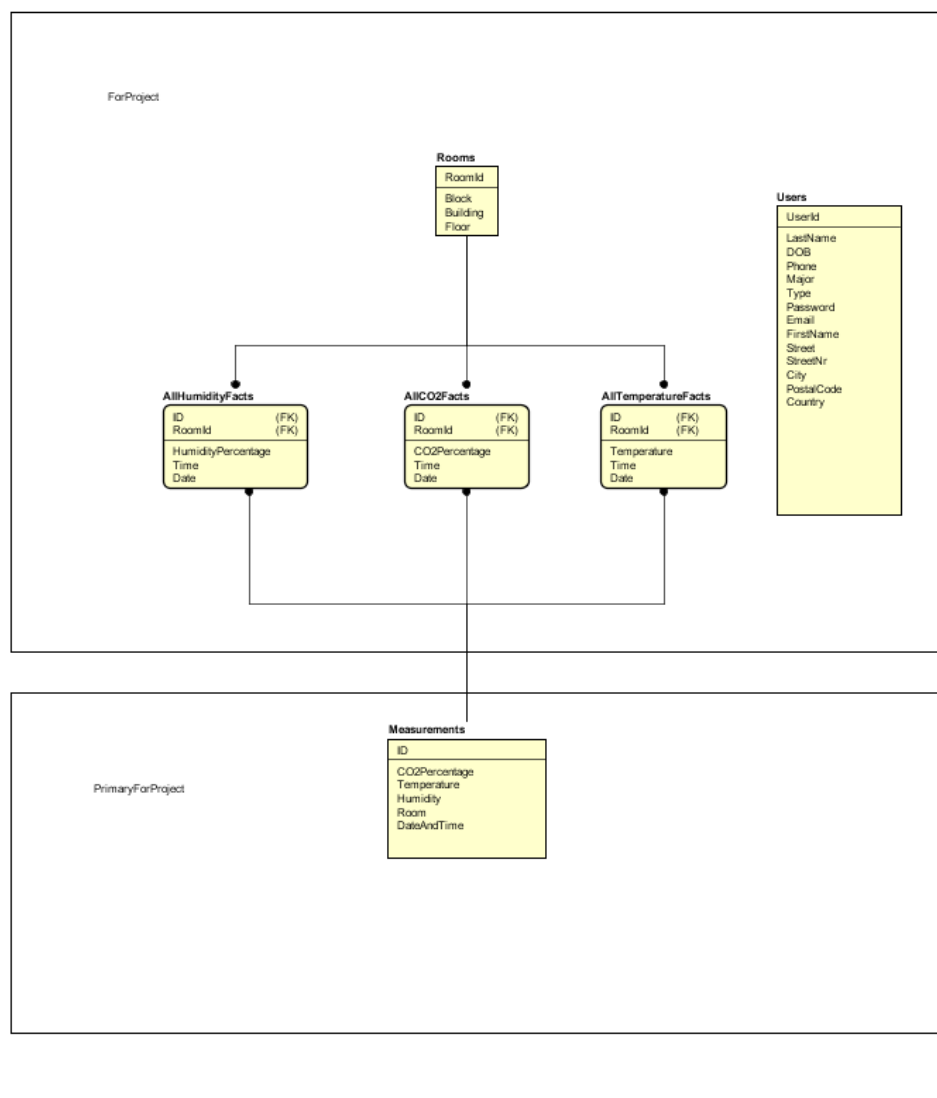 ForProject
Rooms
RoomId
Block
Building
Floor
Users
UserId
LastName
DOB
Phone
Major
Type
Password
Email
FirstName
Street
StreetNr
City
PostalCode
Country
AllHumidityFacts
ID (FK)
RoomId (FK)
HumidityPercentage
Time
Date
AllCO2Facts
ID (FK)
RoomId (FK)
CO2Percentage
Time
Date
AllTemperatureFacts
ID (FK)
RoomId (FK)
Temperature
Time
Date
Measurements
ID
CO2Percentage
Temperature
Humidity
Room
DateAndTime
PrimaryForProject